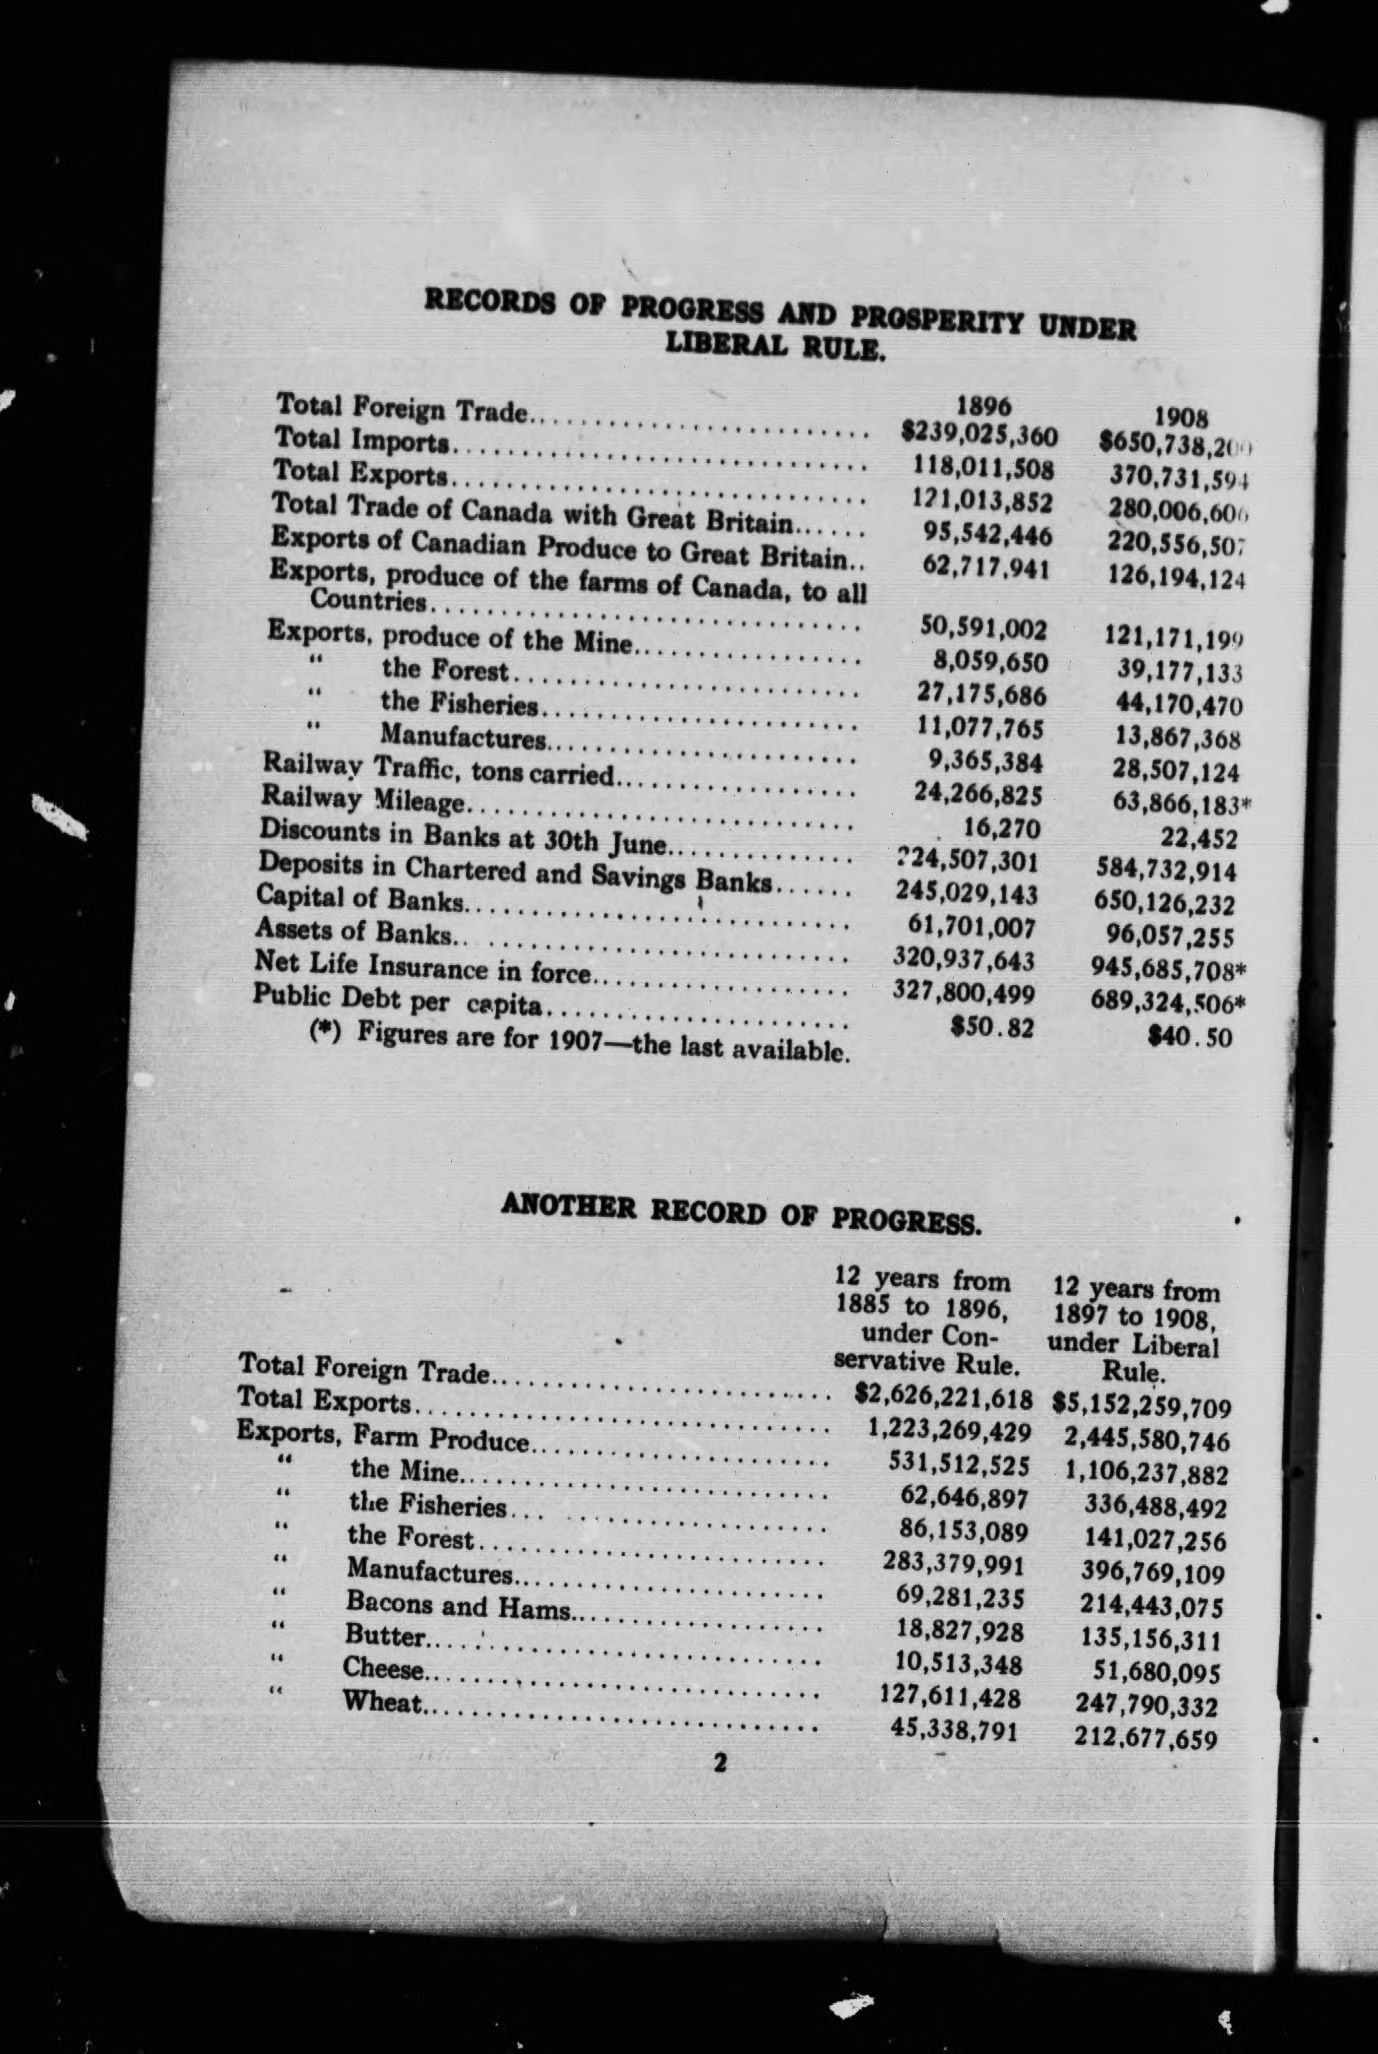 RECORDS OF PROGRESS AND PROSPERITY UNDER
LIBERAL RULE.
1896 1908
Total Foreign Trade.......... $239,025,360 $650,738,200
Total Imports.......... 118,011,508 370,731,594
Total Exports.......... 121,013,852 280,006,606
Total Trade of Canada with Great Britain...... 95,542,446 220,556,507
Exports of Canadian Produce to Great Britain.. 62,717,941 126,194,124
Exports, produce of the farms of Canada, to all
Countries.......... 50,591,002 121,171,199
Exports, produce of the Mine.......... 8,059,650 39,177,133
" the Forest.......... 27,175,686 44,170,470
" the Fisheries.......... 11,077,765 13,867,368
" Manufactures.......... 9,365,384 28,507,124
Railway Traffic, tons carried.......... 24,266,825 63,866,183*
Railway Mileage.......... 16,270 22,452
Discounts in Banks at 30th June.......... 224,507,301 584,732,914
Deposits in Chartered and Savings Banks...... 245,029,143 650,126,232
Capital of Banks.......... 61,701,007 96,057,255
Assets of Banks.......... 320,937,643 945,685,708*
Net Life Insurance in force.......... 327,800,499 689,324,506*
Public Debt per capita.......... $50.82 $40.50
(*) Figures are for 1907—the last available.
ANOTHER RECORD OF PROGRESS.
12 years from 12 years from
1885 to 1896, 1897 to 1908,
under Con- under Liberal
servative Rule. Rule.
Total Foreign Trade.......... $2,626,221,618 $5,152,259,709
Total Exports.......... 1,223,269,429 2,445,580,746
Exports, Farm Produce.......... 531,512,525 1,106,237,882
" the Mine.......... 62,646,897 336,488,492
" the Fisheries.......... 86,153,089 141,027,256
" the Forest.......... 283,379,991 396,769,109
" Manufactures.......... 69,281,235 214,443,075
" Bacons and Hams.......... 18,827,928 135,156,311
" Butter.......... 10,513,348 51,680,095
" Cheese.......... 127,611,428 247,790,332
" Wheat.......... 45,338,791 212,677,659
2